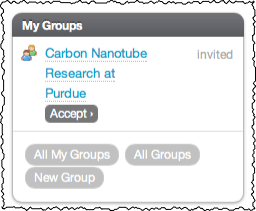 My Groups
Carbon Nanotube invited
Research at
Purdue
Accept ›
All My Groups All Groups
New Group